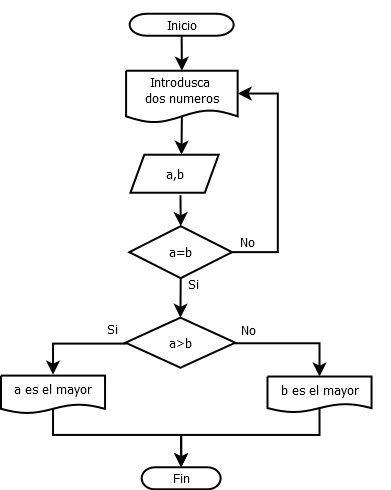 Inicio
Introdusca
dos numeros
a,b
a=b
No
Si
a>b
Si
No
a es el mayor
b es el mayor
Fin